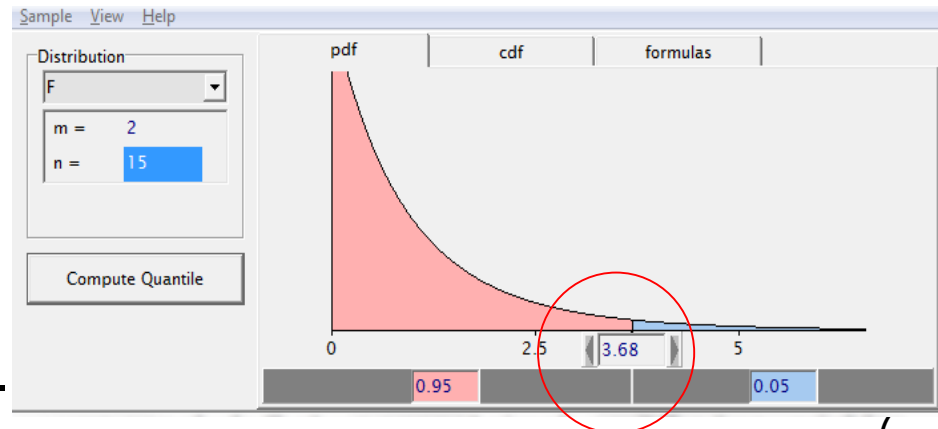 Sample View Help
Distribution
F
m = 2
n = 15
Compute Quantile
pdf cdf formulas
0 2.5 3.68 5
0.95 0.05
(